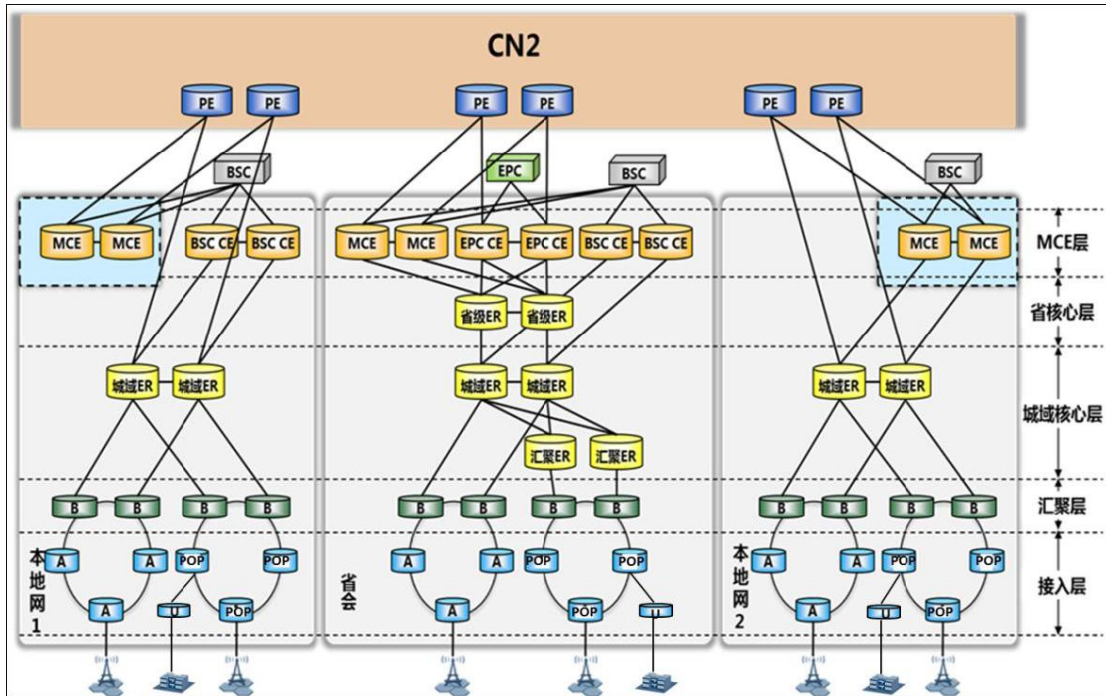 CN2
PE PE PE PE PE PE
BSC EPC BSC BSC
MCE MCE BSC CE BSC CE MCE MCE EPC CE EPC CE BSC CE BSC CE MCE MCE MCE层
省级ER 省级ER 省核心层
城域ER 城域ER 城域ER 城域ER 城域ER 城域ER
城域核心层
汇聚ER 汇聚ER
B B B B B B B B B B B B 汇聚层
本地网1
A A POP POP
A U POP
省会
A A POP POP
A POP U
本地网2
A A POP POP
A U POP
接入层